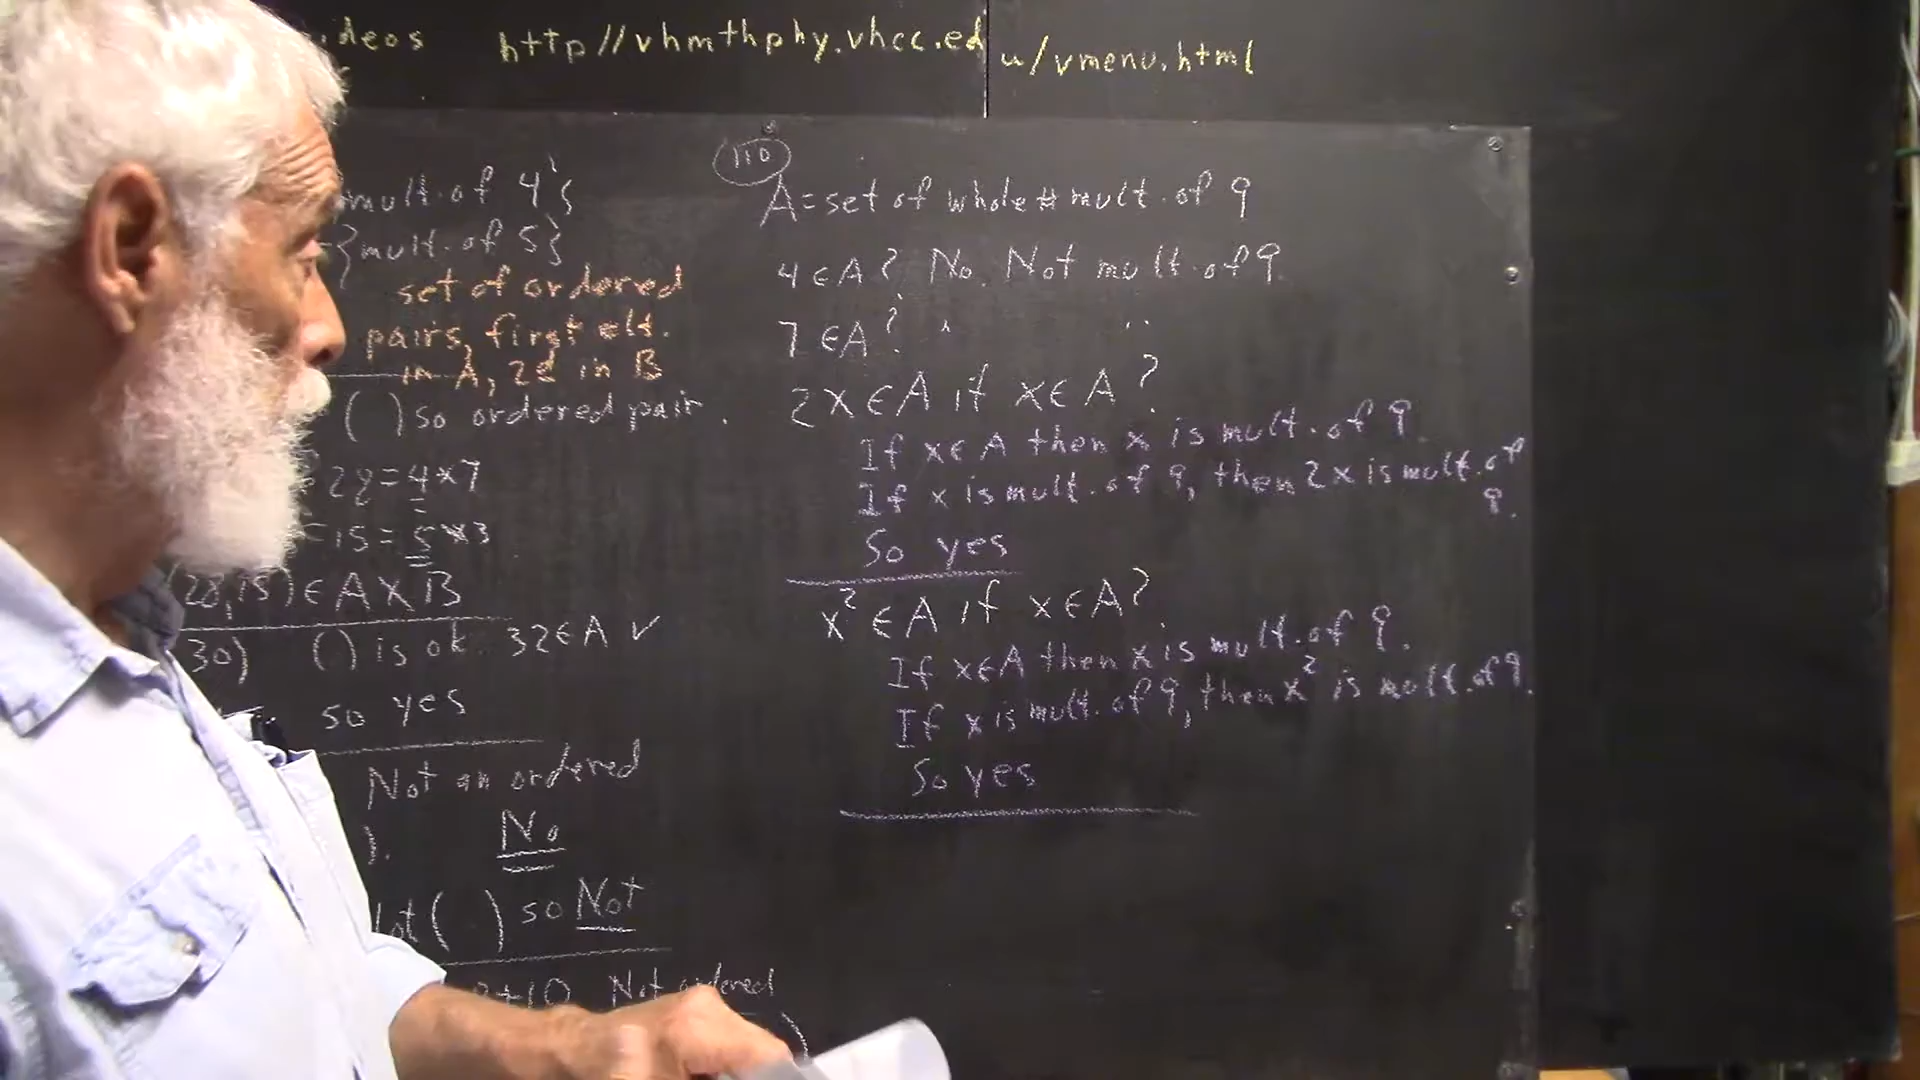 ideos http//vhmthphy.vhcc.edu/vmenu.html
mult. of 4's
={mult. of 5}
set of ordered
pairs, first elt.
in A, 2d in B
( ) so ordered pair.
= 4*7
=15 = 5*3
(28,15) ∈ A X B
30) ( ) is ok 32 ∈ A ✓
so yes
Not an ordered
). No
( ) so Not
+10 Not ordered
110
A = set of whole # mult. of 9
4 ∈ A? No. Not mult. of 9.
7 ∈ A? " "
2x ∈ A if x ∈ A?
If x ∈ A then x is mult. of 9.
If x is mult. of 9, then 2x is mult. of
9.
So yes
x² ∈ A if x ∈ A?
If x ∈ A then x is mult. of 9.
If x is mult. of 9, then x² is mult. of 9.
So yes